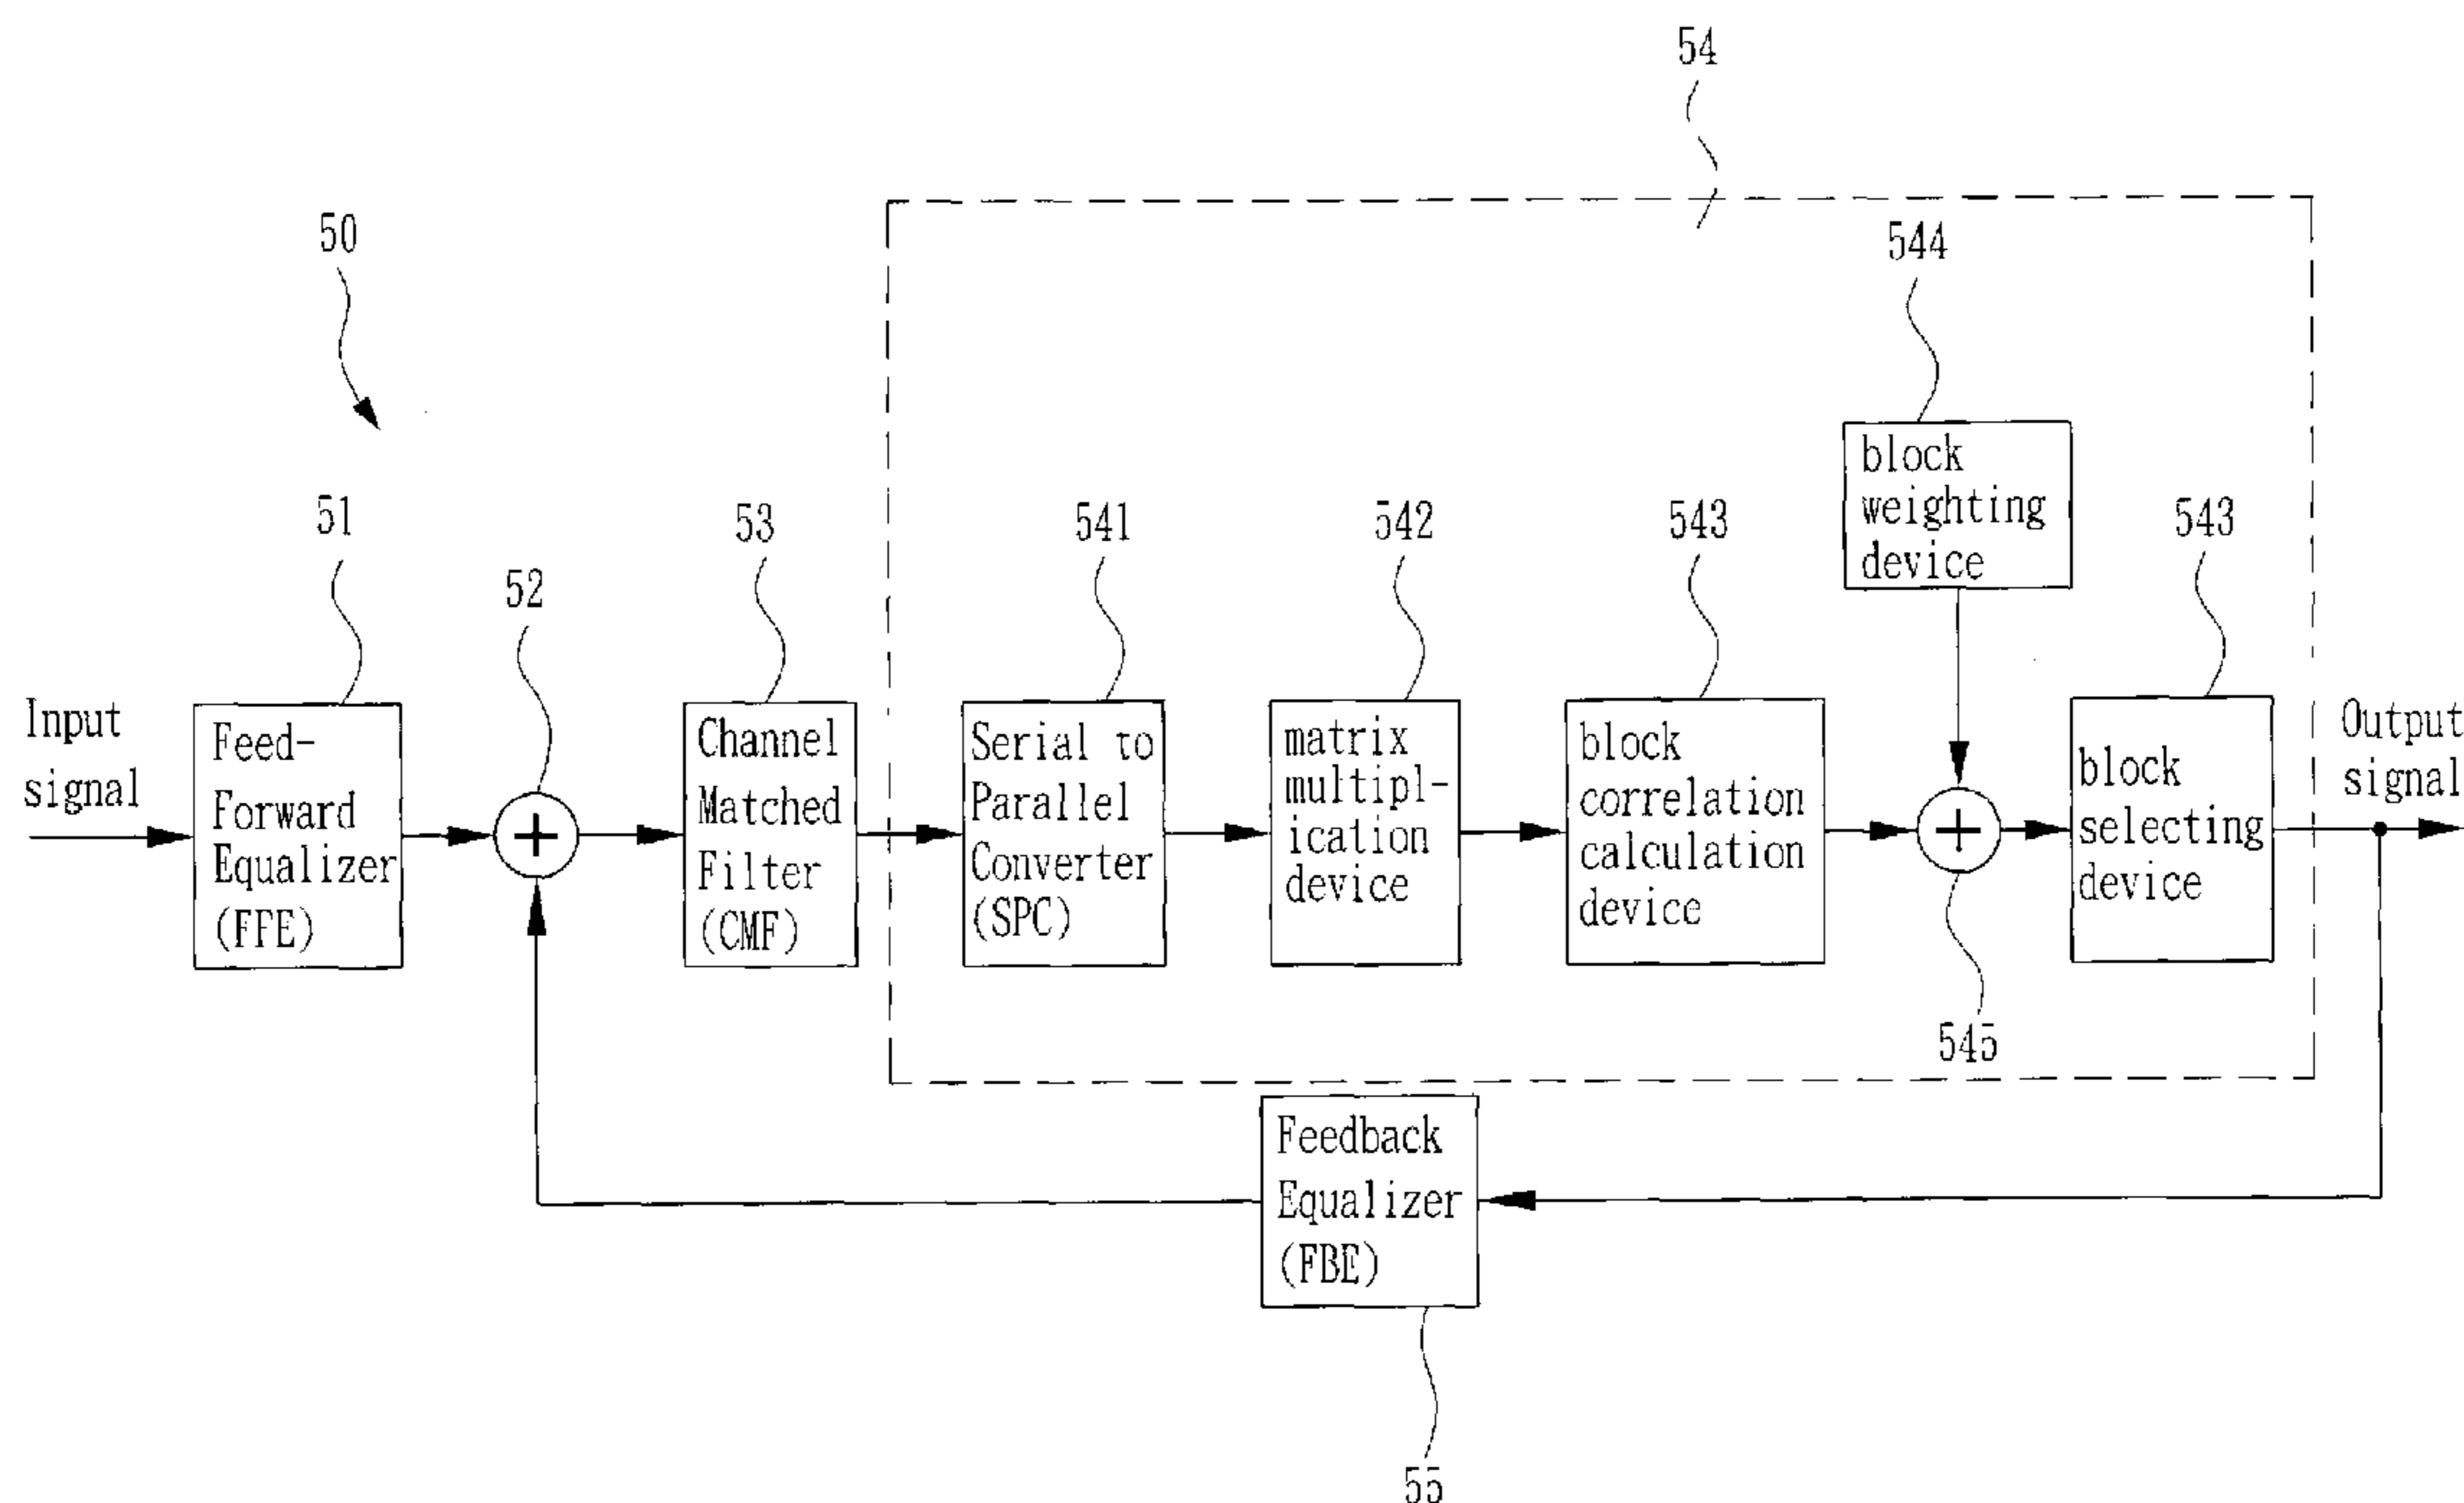 54
50
544
block
weighting
device
51
52
53
541
542
543
543
Input
signal
Feed-
Forward
Equalizer
(FFE)
Channel
Matched
Filter
(CMF)
Serial to
Parallel
Converter
(SPC)
matrix
multipl-
ication
device
block
correlation
calculation
device
block
selecting
device
Output
signal
545
Feedback
Equalizer
(FBE)
55